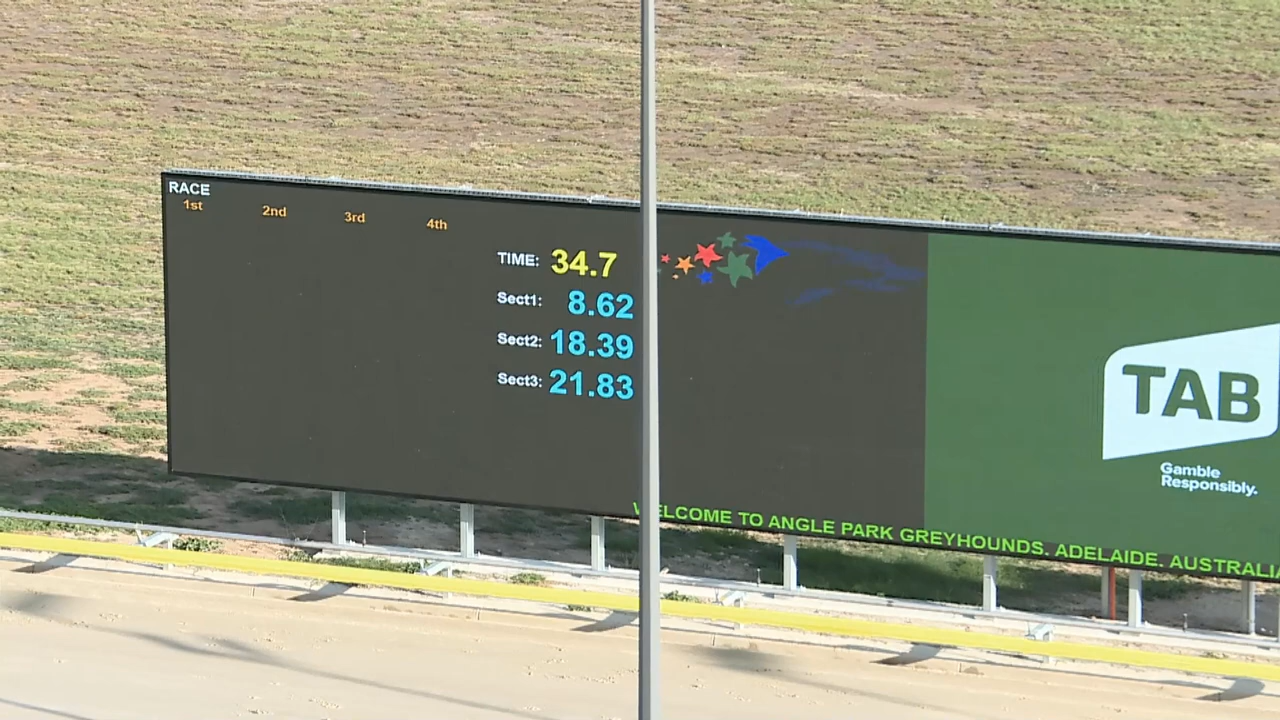 RACE
1st 2nd 3rd 4th
TIME: 34.7
Sect1: 8.62
Sect2: 18.39
Sect3: 21.83
TAB
Gamble
Responsibly.
WELCOME TO ANGLE PARK GREYHOUNDS. ADELAIDE. AUSTRALIA